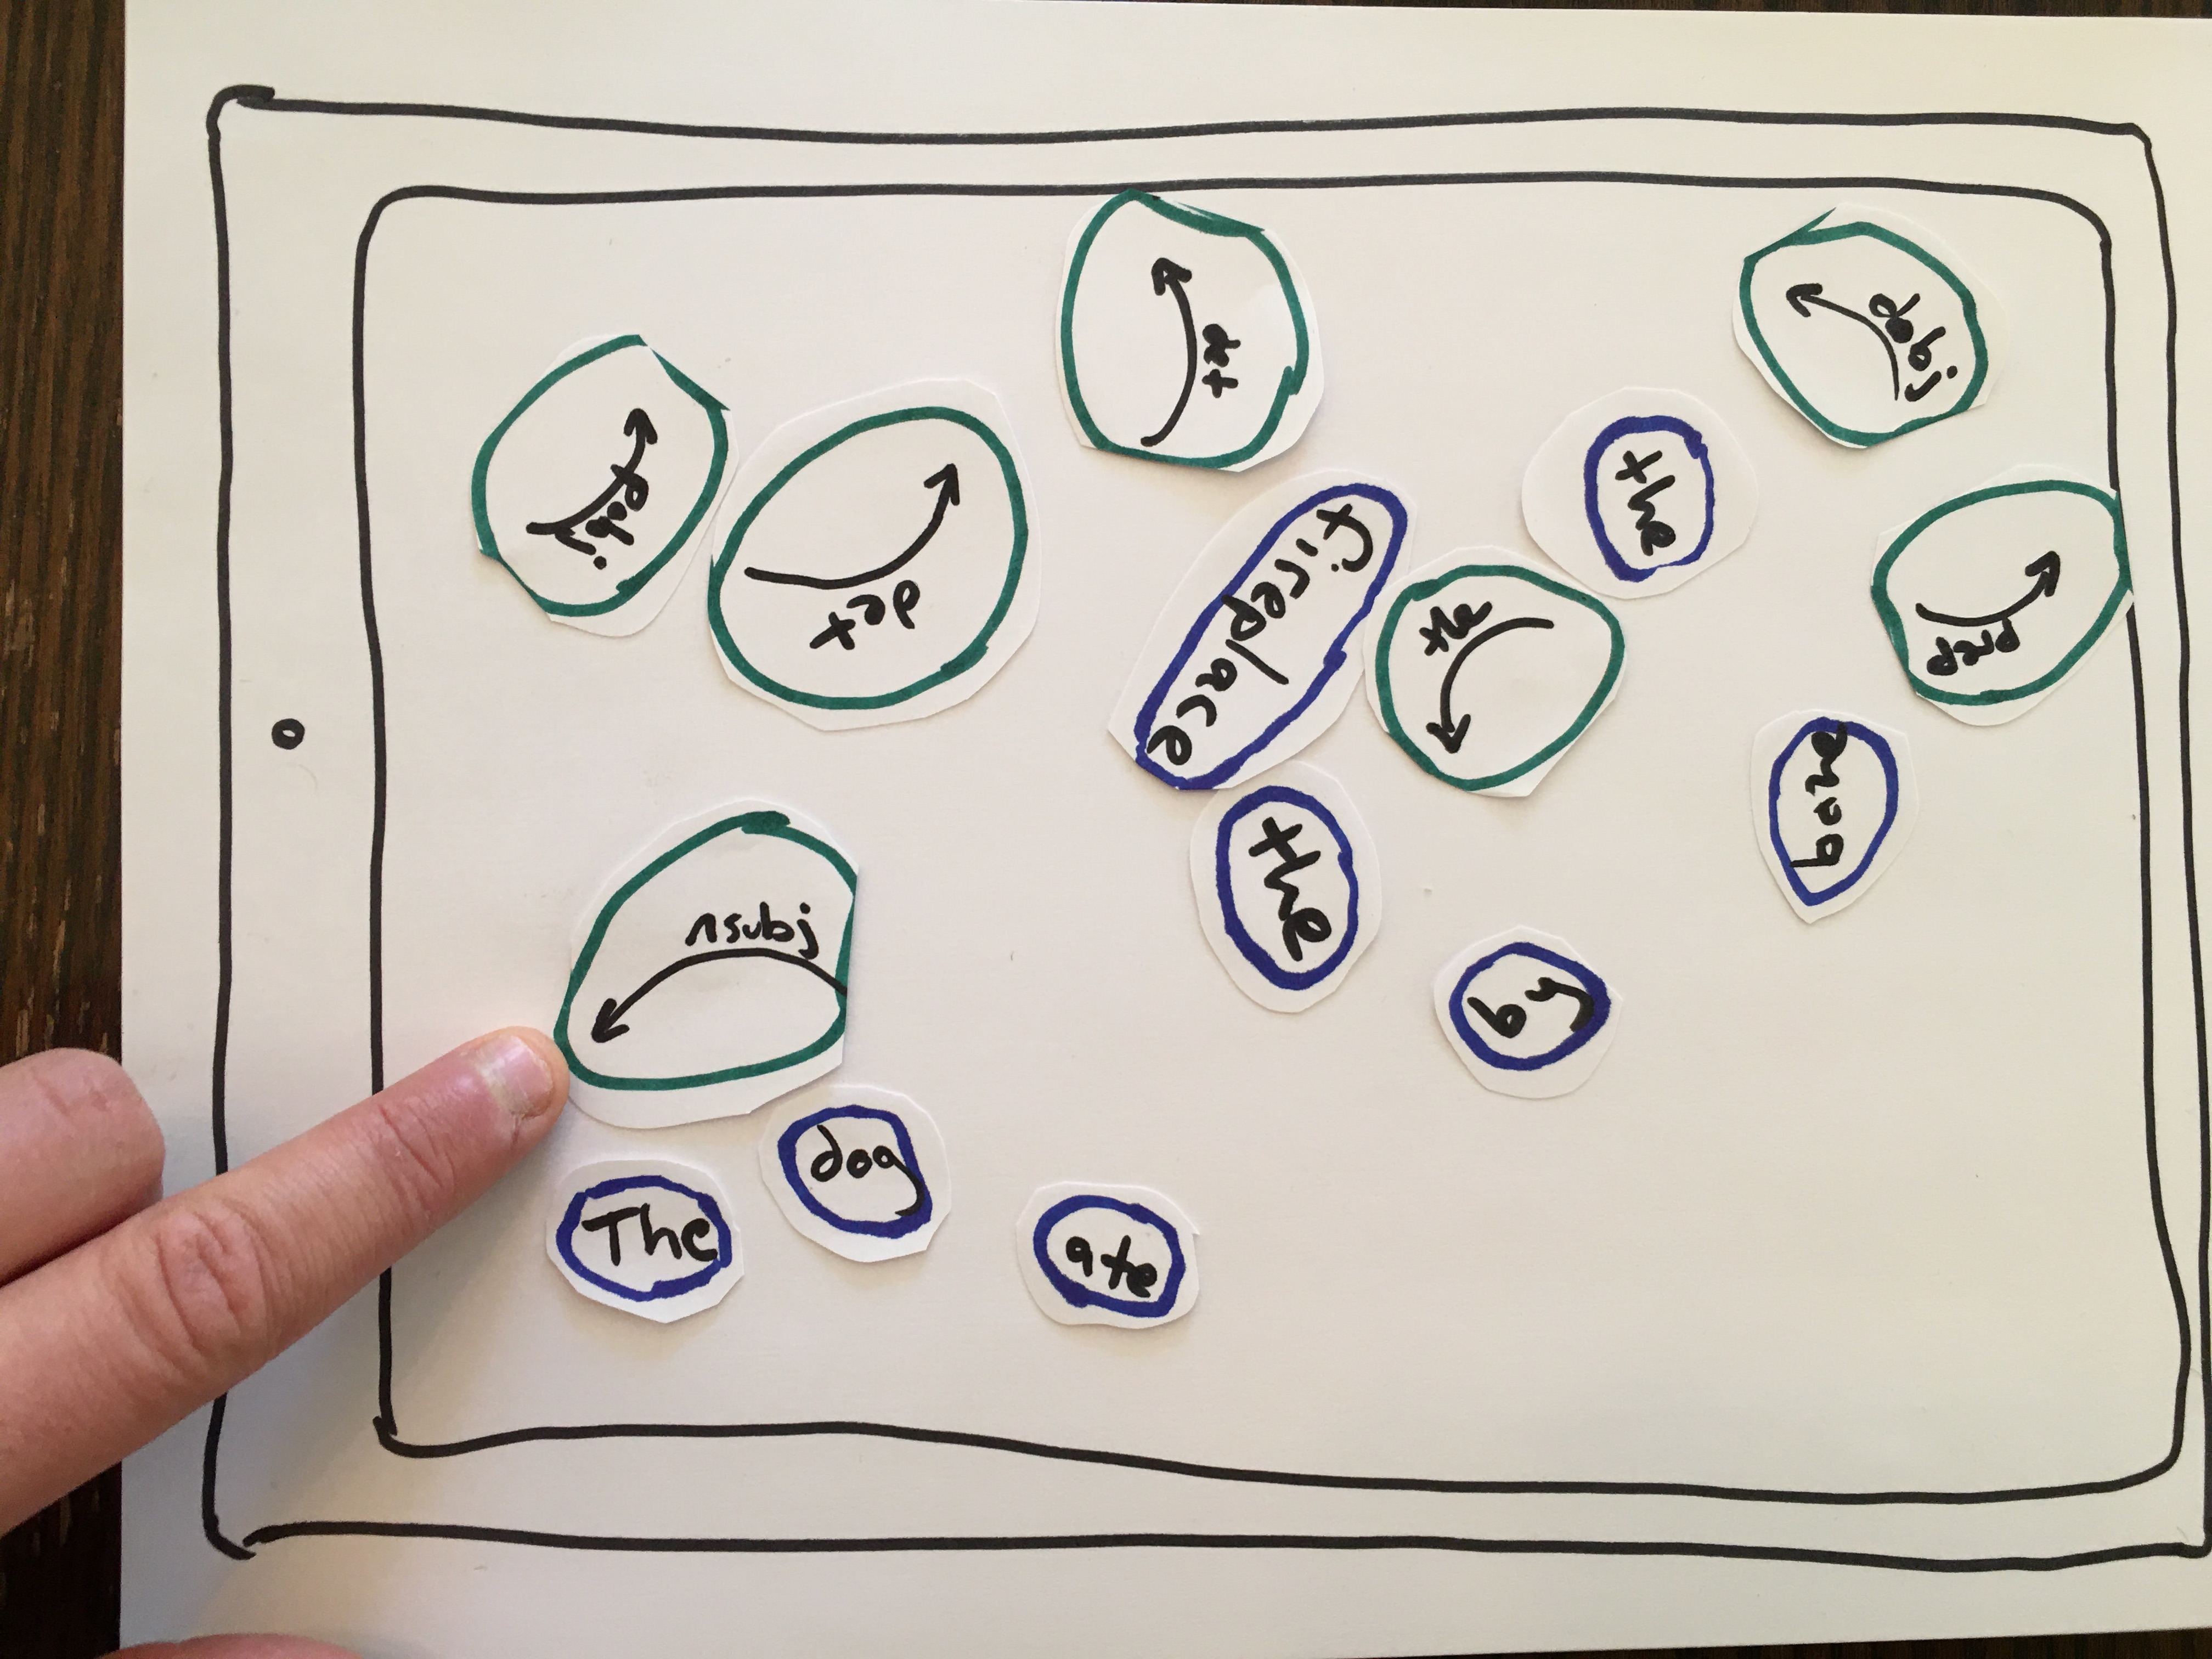 det
dobj
pobj
det
the
fireplace
the
prep
bone
the
nsubj
by
The
dog
ate